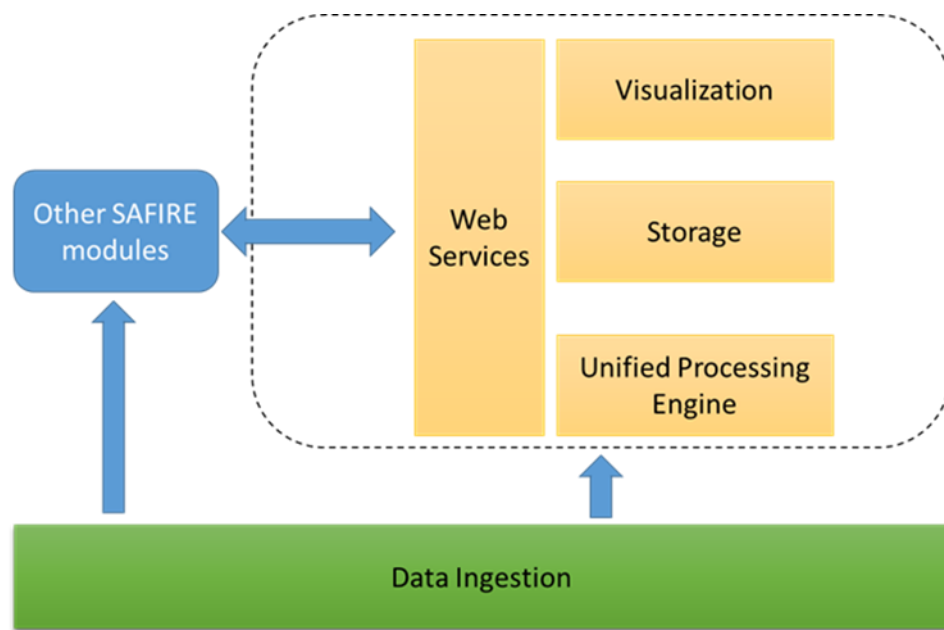 Visualization
Other SAFIRE
modules
Web
Services
Storage
Unified Processing
Engine
Data Ingestion